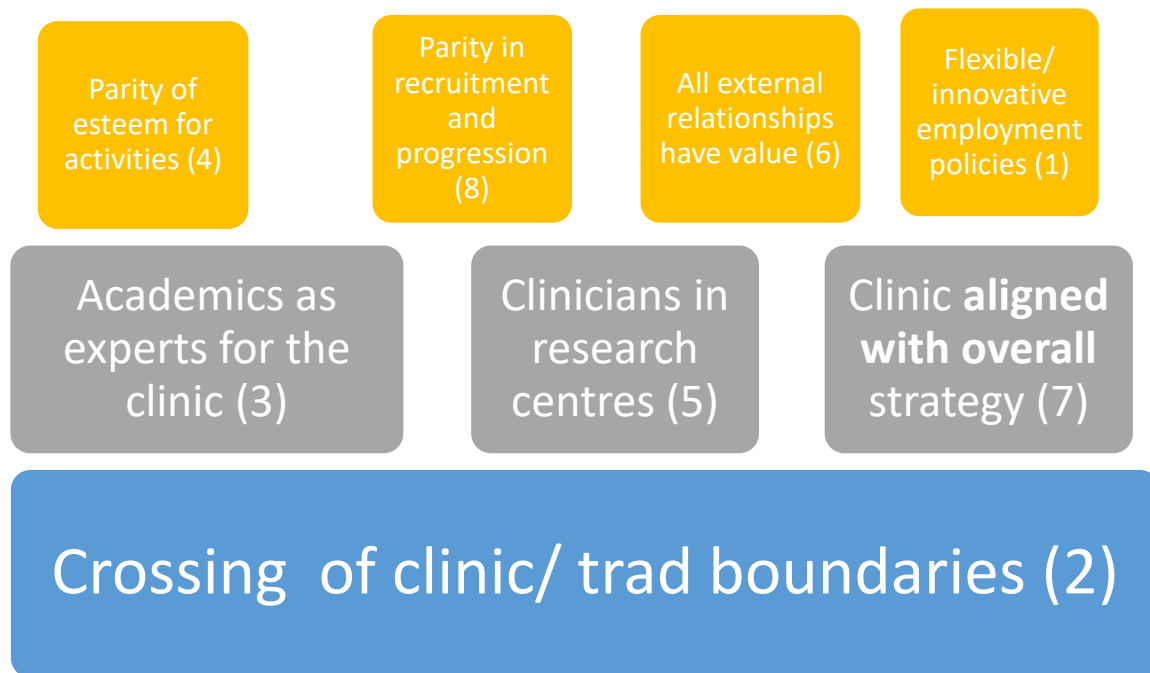 Parity of
esteem for
activities (4)
Parity in
recruitment
and
progression
(8)
All external
relationships
have value (6)
Flexible/
innovative
employment
policies (1)
Academics as
experts for the
clinic (3)
Clinicians in
research
centres (5)
Clinic aligned
with overall
strategy (7)
Crossing  of clinic/ trad boundaries (2)